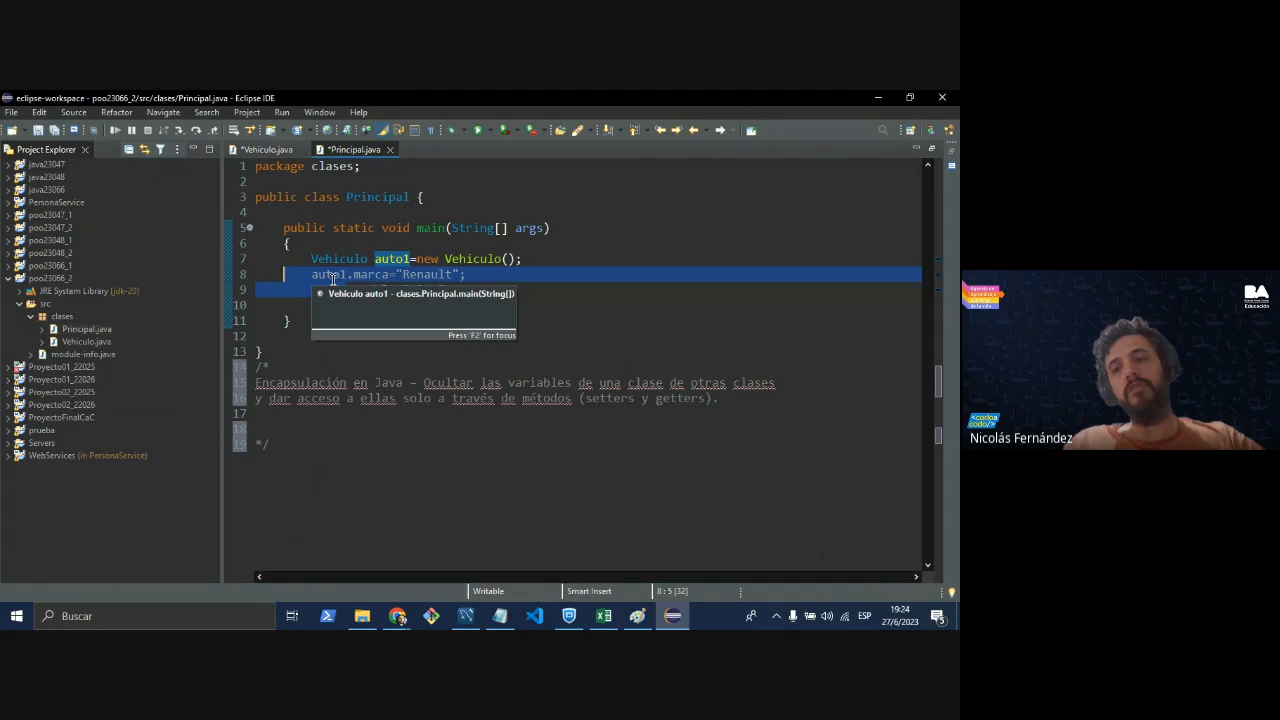 eclipse-workspace - poo23066_2/src/clases/Principal.java - Eclipse IDE
File Edit Source Refactor Navigate Search Project Run Window Help
Project Explorer
*Vehiculo.java
*Principal.java
java23047
java23048
java23066
PersonaService
poo23047_1
poo23047_2
poo23048_1
poo23048_2
poo23066_1
poo23066_2
JRE System Library [jdk-20]
src
clases
Principal.java
Vehiculo.java
module-info.java
Proyecto01_22025
Proyecto01_22026
Proyecto02_22025
Proyecto02_22026
ProyectoFinalCaC
prueba
Servers
WebServices (in PersonaService)
1 package clases;
2
3 public class Principal {
4
5 public static void main(String[] args)
6 {
7 Vehiculo auto1=new Vehiculo();
8 auto1.marca="Renault";
9
Vehiculo auto1 - clases.Principal.main(String[])
Press 'F2' for focus
10
11 }
12
13 }
14 /*
15 Encapsulación en Java – Ocultar las variables de una clase de otras clases
16 y dar acceso a ellas solo a través de métodos (setters y getters).
17
18
19 */
Writable
Smart Insert
8 : 5 [32]
Buscar
ESP
19:24
27/6/2023
5
BA
Educación
<codo a
codo/>
Nicolás Fernández